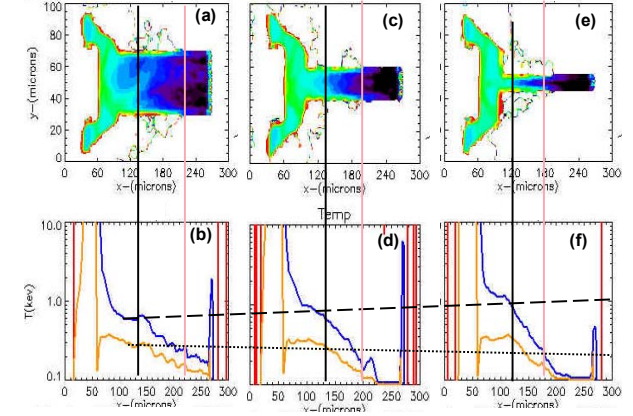 (a)
(c)
(e)
100
80
60
40
20
0
y-(microns)
0 60 120 180 240 300
x-(microns)
0 60 120 180 240 300
x-(microns)
0 60 120 180 240 300
x-(microns)
Temp
(b)
(d)
(f)
10.0
1.0
0.1
T(kev)
0 50 100 150 200 250 300
x-(microns)
0 50 100 150 200 250 300
x-(microns)
0 50 100 150 200 250 300
x-(microns)